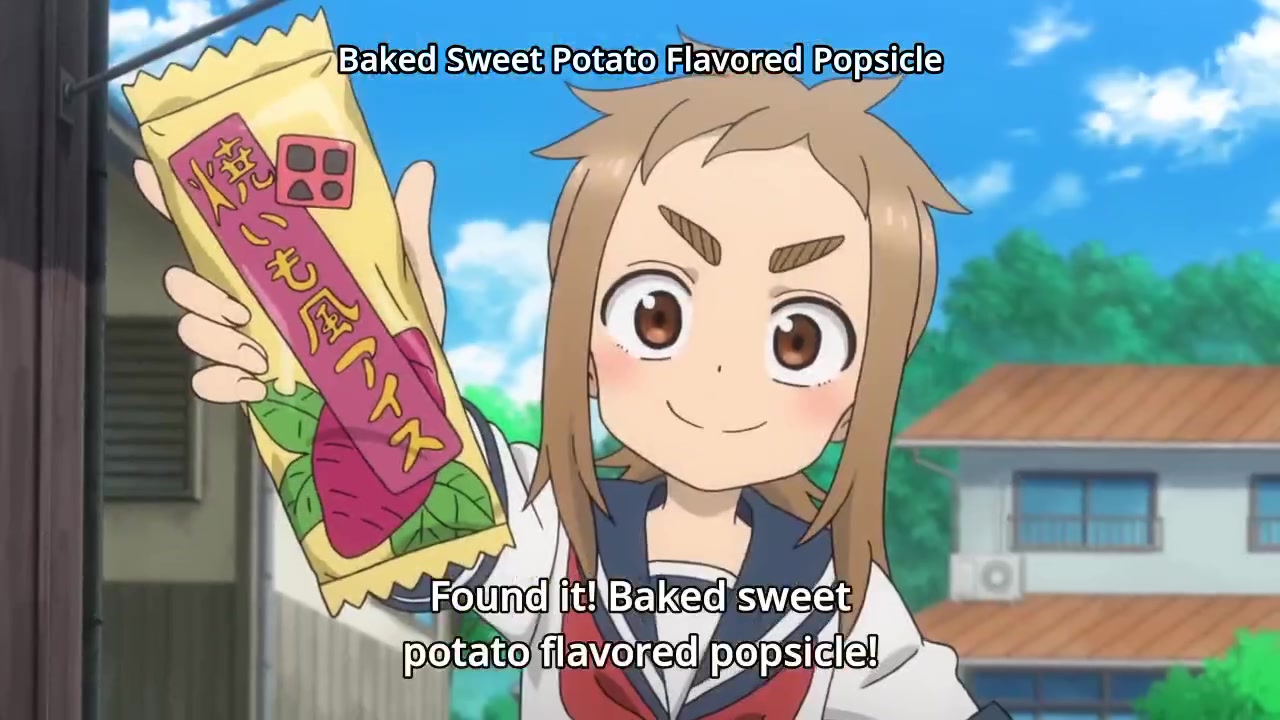 Baked Sweet Potato Flavored Popsicle
焼いも風アイス
Found it! Baked sweet
potato flavored popsicle!